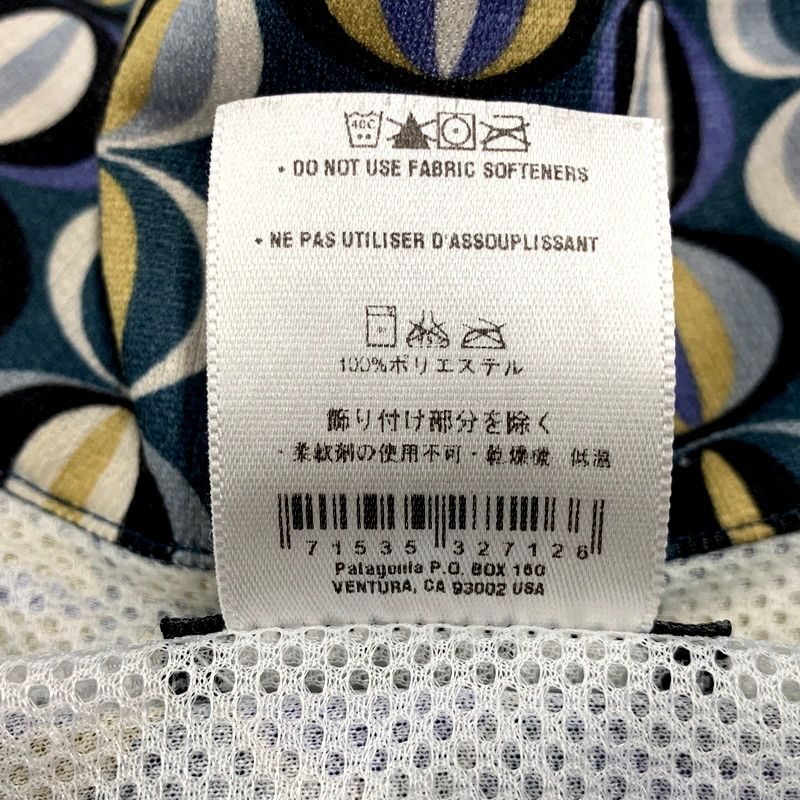 40C
• DO NOT USE FABRIC SOFTENERS
• NE PAS UTILISER D'ASSOUPLISSANT
100%ポリエステル
飾り付け部分を除く
・柔軟剤の使用不可・乾燥機 低温
71535 327126
Patagonia P.O. BOX 150
VENTURA, CA 93002 USA